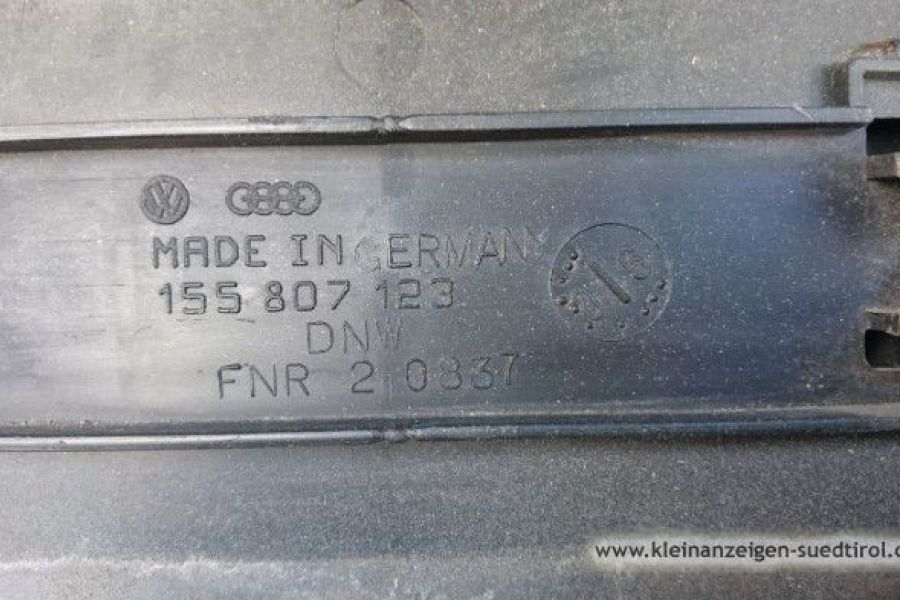 MADE IN GERMANY
155 807 123
DNW
FNR 2 0837
www.kleinanzeigen-suedtirol.c